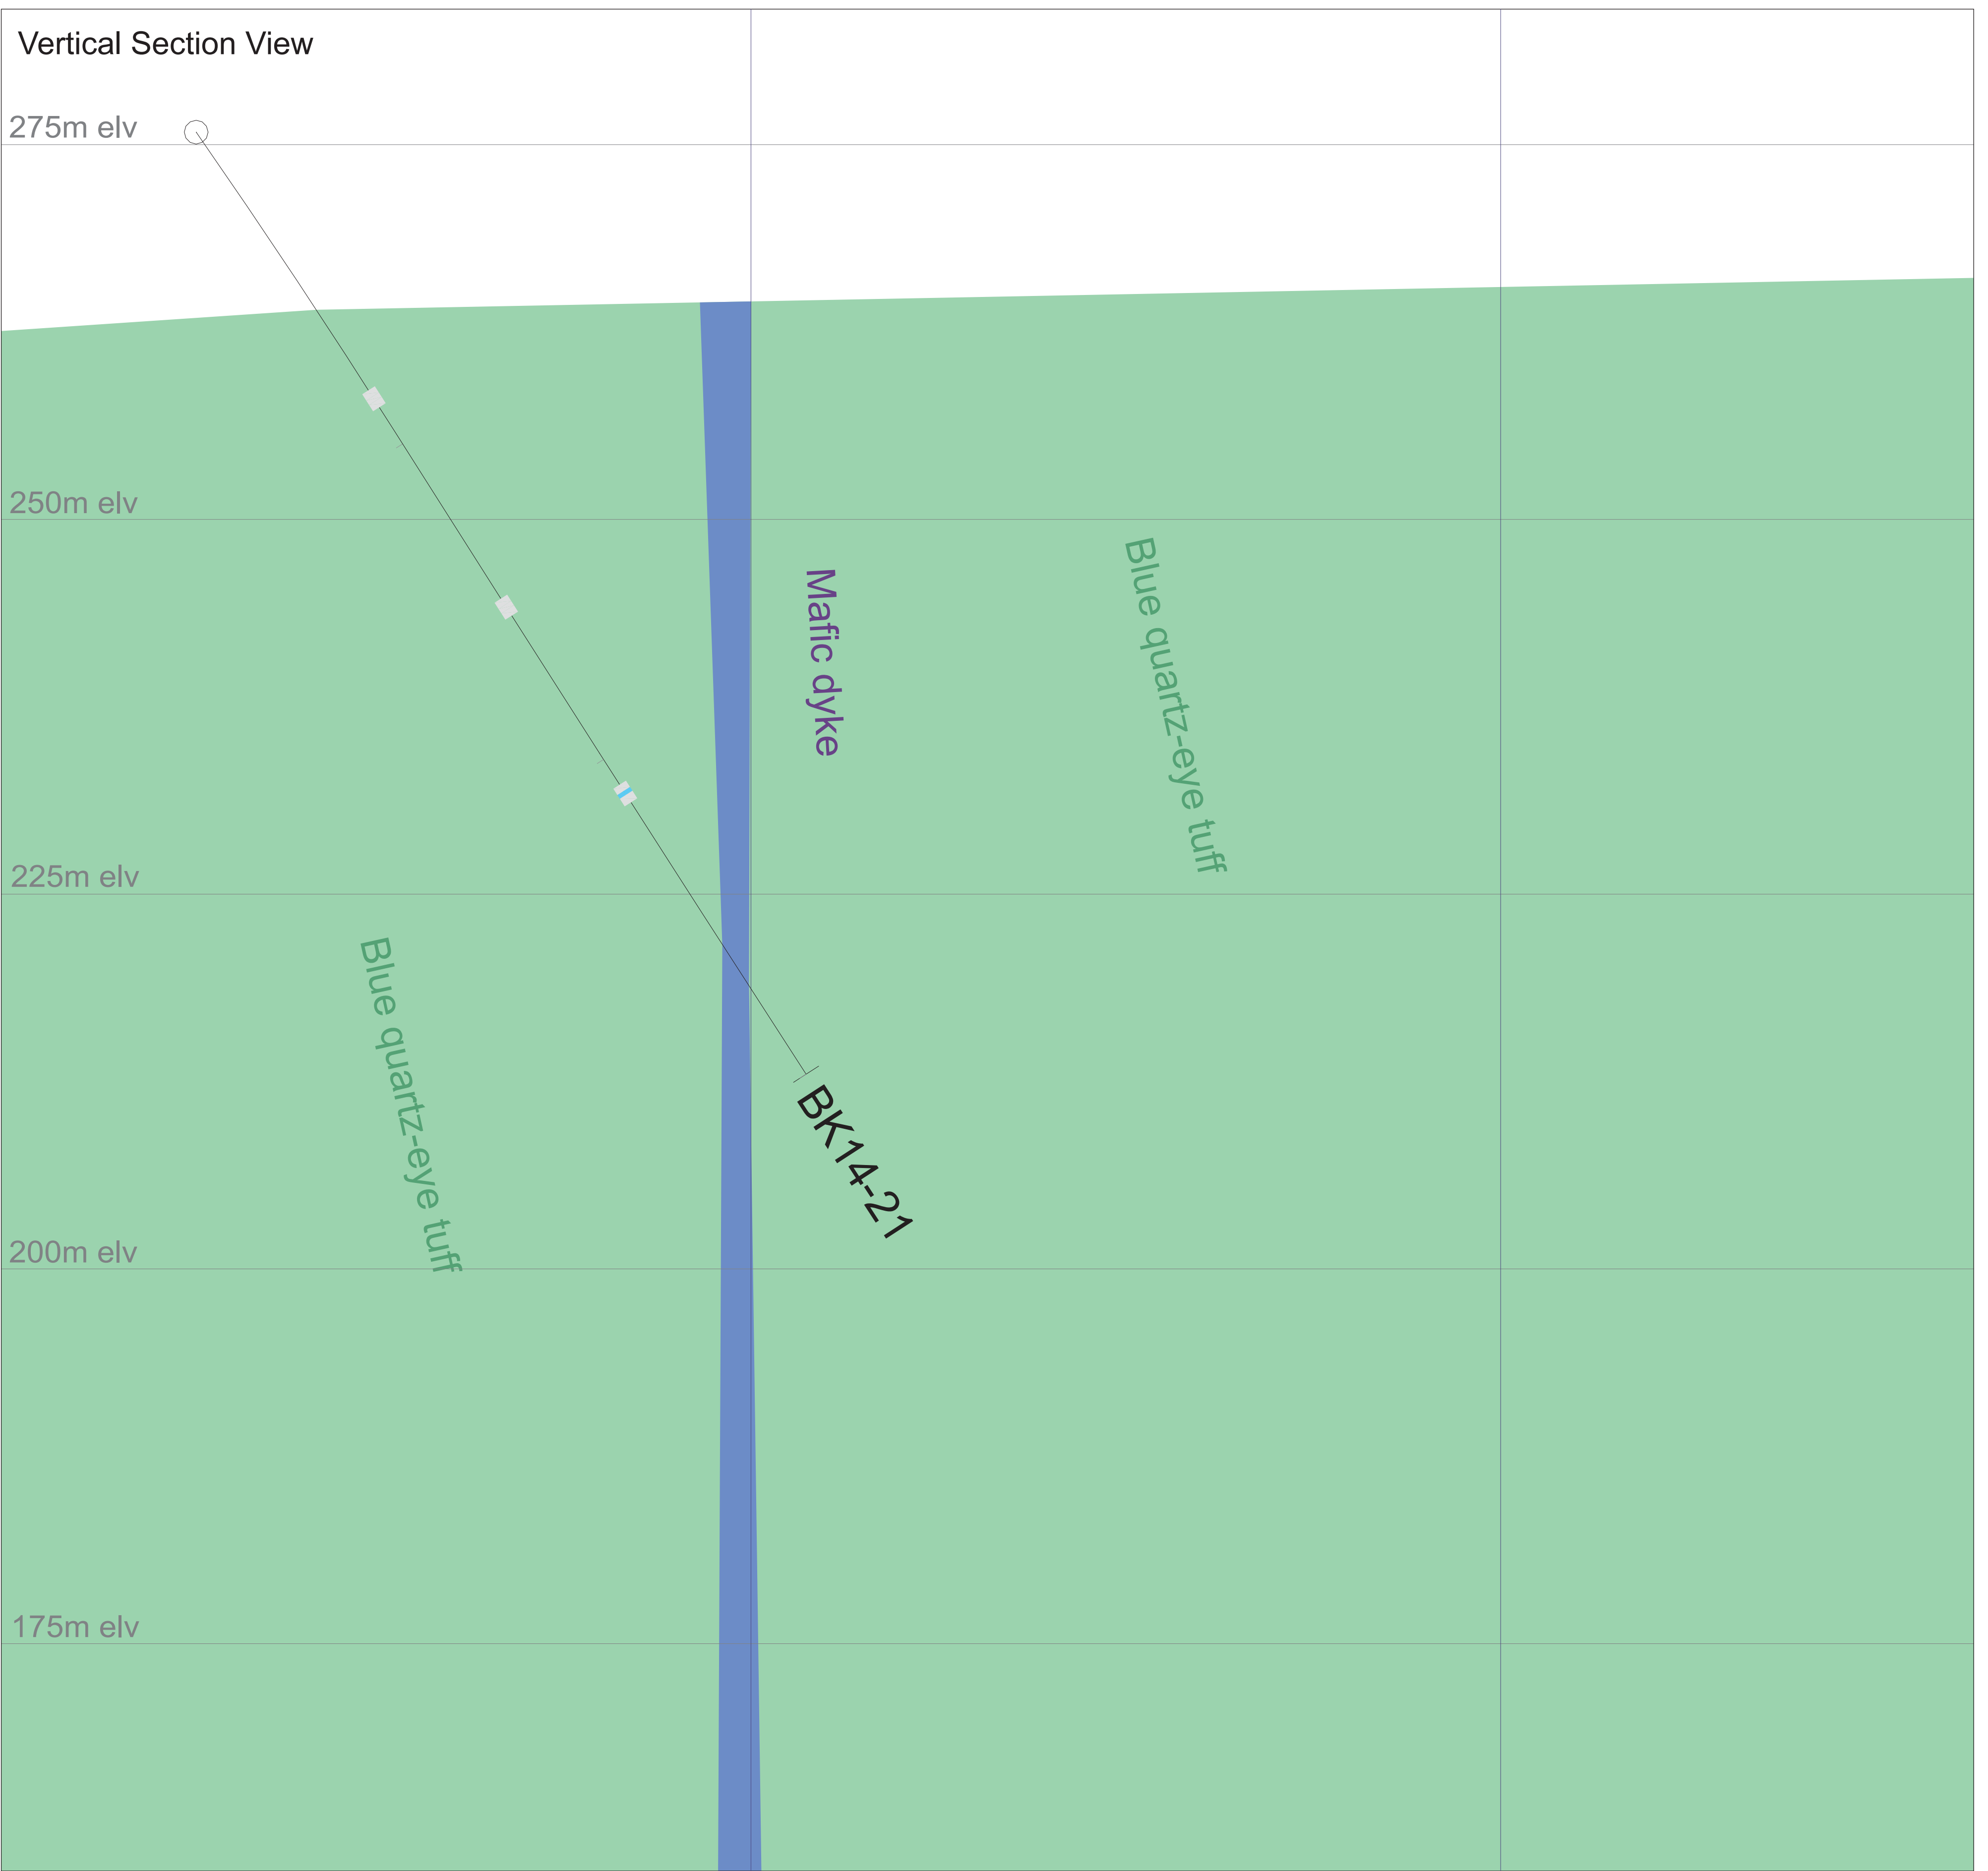 Vertical Section View
275m elv
250m elv
Mafic dyke
Blue quartz-eye tuff
225m elv
Blue quartz-eye tuff
BK14-21
200m elv
175m elv